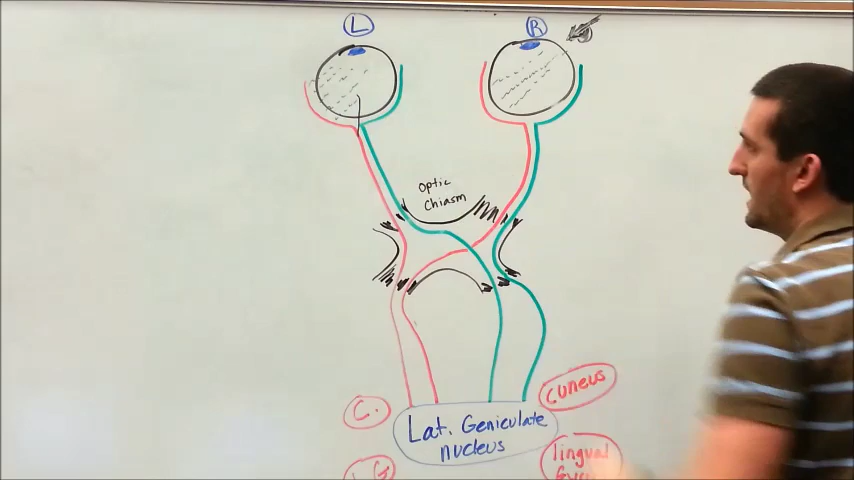 L
R
Optic
Chiasm
Cuneus
C.
Lat. Geniculate
nucleus
lingual